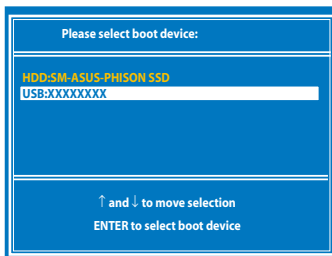 Please select boot device:
HDD:SM-ASUS-PHISON SSD
USB:XXXXXXXX
↑ and ↓ to move selection
ENTER to select boot device